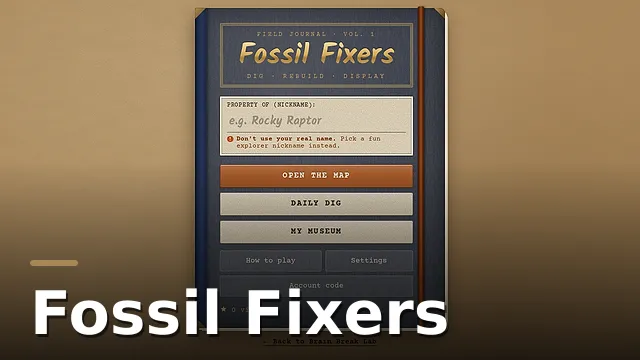 FIELD JOURNAL · VOL. 1
Fossil Fixers
DIG · REBUILD · DISPLAY
PROPERTY OF (NICKNAME):
e.g. Rocky Raptor
Don't use your real name. Pick a fun
explorer nickname instead.
OPEN THE MAP
DAILY DIG
MY MUSEUM
How to play
Settings
Account code
Fossil Fixers
← Back to Brain Break Lab